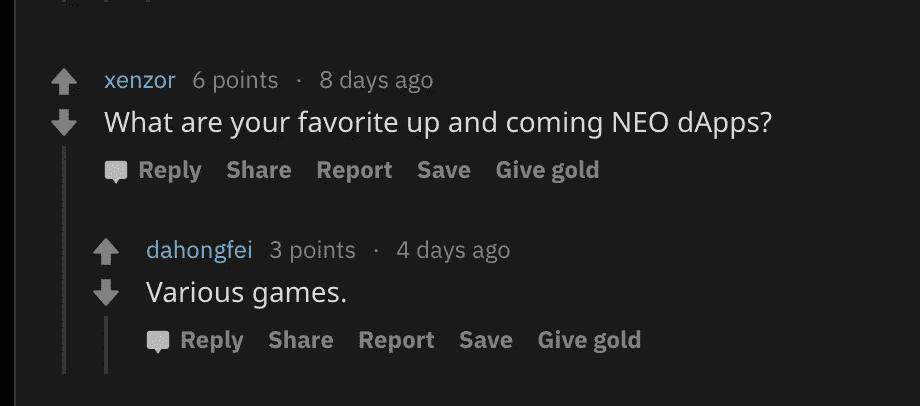 xenzor 6 points · 8 days ago
What are your favorite up and coming NEO dApps?
Reply Share Report Save Give gold
dahongfei 3 points · 4 days ago
Various games.
Reply Share Report Save Give gold